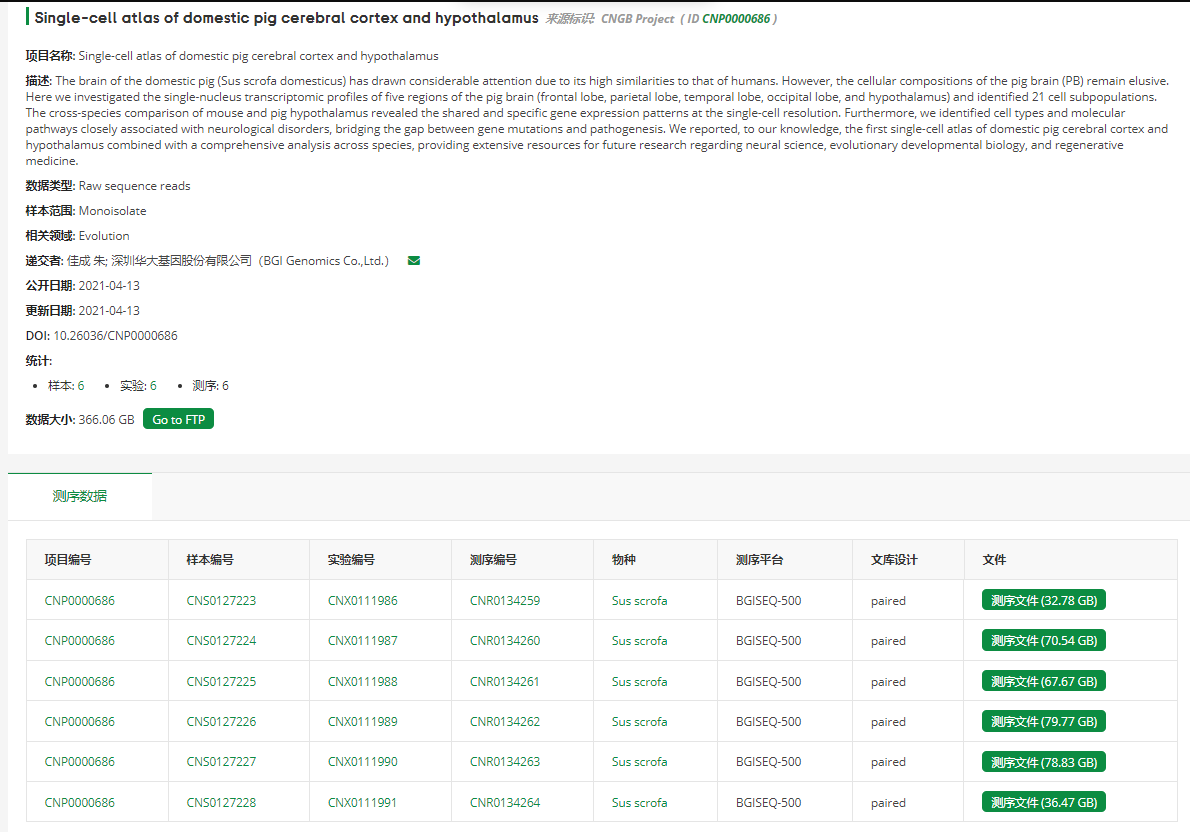 Single-cell atlas of domestic pig cerebral cortex and hypothalamus 来源标识: CNGB Project ( ID CNP0000686 )
项目名称: Single-cell atlas of domestic pig cerebral cortex and hypothalamus
描述: The brain of the domestic pig (Sus scrofa domesticus) has drawn considerable attention due to its high similarities to that of humans. However, the cellular compositions of the pig brain (PB) remain elusive.
Here we investigated the single-nucleus transcriptomic profiles of five regions of the pig brain (frontal lobe, parietal lobe, temporal lobe, occipital lobe, and hypothalamus) and identified 21 cell subpopulations.
The cross-species comparison of mouse and pig hypothalamus revealed the shared and specific gene expression patterns at the single-cell resolution. Furthermore, we identified cell types and molecular
pathways closely associated with neurological disorders, bridging the gap between gene mutations and pathogenesis. We reported, to our knowledge, the first single-cell atlas of domestic pig cerebral cortex and
hypothalamus combined with a comprehensive analysis across species, providing extensive resources for future research regarding neural science, evolutionary developmental biology, and regenerative
medicine.
数据类型: Raw sequence reads
样本范围: Monoisolate
相关领域: Evolution
递交者: 佳成 朱; 深圳华大基因股份有限公司（BGI Genomics Co.,Ltd.）
公开日期: 2021-04-13
更新日期: 2021-04-13
DOI: 10.26036/CNP0000686
统计:
• 样本: 6 • 实验: 6 • 测序: 6
数据大小: 366.06 GB Go to FTP
测序数据
项目编号 样本编号 实验编号 测序编号 物种 测序平台 文库设计 文件
CNP0000686 CNS0127223 CNX0111986 CNR0134259 Sus scrofa BGISEQ-500 paired 测序文件 (32.78 GB)
CNP0000686 CNS0127224 CNX0111987 CNR0134260 Sus scrofa BGISEQ-500 paired 测序文件 (70.54 GB)
CNP0000686 CNS0127225 CNX0111988 CNR0134261 Sus scrofa BGISEQ-500 paired 测序文件 (67.67 GB)
CNP0000686 CNS0127226 CNX0111989 CNR0134262 Sus scrofa BGISEQ-500 paired 测序文件 (79.77 GB)
CNP0000686 CNS0127227 CNX0111990 CNR0134263 Sus scrofa BGISEQ-500 paired 测序文件 (78.83 GB)
CNP0000686 CNS0127228 CNX0111991 CNR0134264 Sus scrofa BGISEQ-500 paired 测序文件 (36.47 GB)